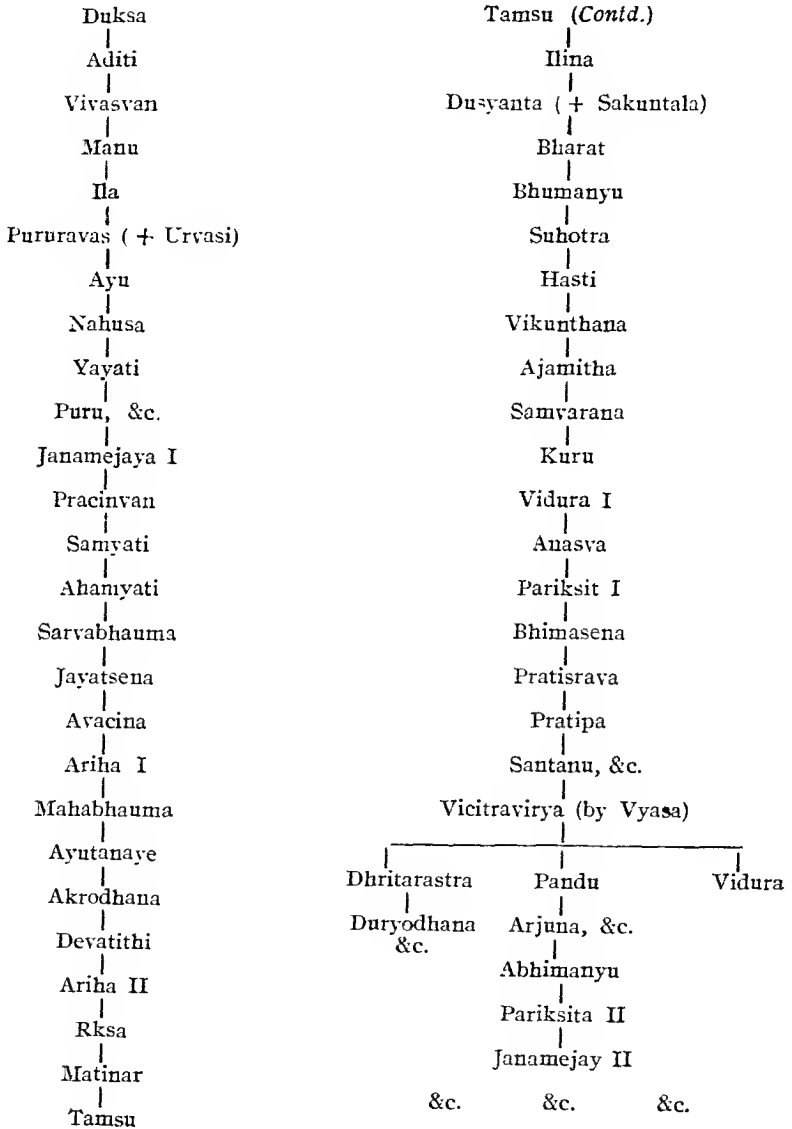 Duksa
Aditi
Vivasvan
Manu
Ila
Pururavas ( + Urvasi)
Ayu
Nahusa
Yayati
Puru, &c.
Janamejaya I
Pracinvan
Samyati
Ahamyati
Sarvabhauma
Jayatsena
Avacina
Ariha I
Mahabhauma
Ayutanaye
Akrodhana
Devatithi
Ariha II
Rksa
Matinar
Tamsu
Tamsu (Contd.)
Ilina
Dusyanta ( + Sakuntala)
Bharat
Bhumanyu
Suhotra
Hasti
Vikunthana
Ajamitha
Samvarana
Kuru
Vidura I
Anasva
Pariksit I
Bhimasena
Pratisrava
Pratipa
Santanu, &c.
Vicitravirya (by Vyasa)
Dhritarastra Pandu Vidura
Duryodhana Arjuna, &c.
&c.
Abhimanyu
Pariksita II
Janamejay II
&c. &c. &c.